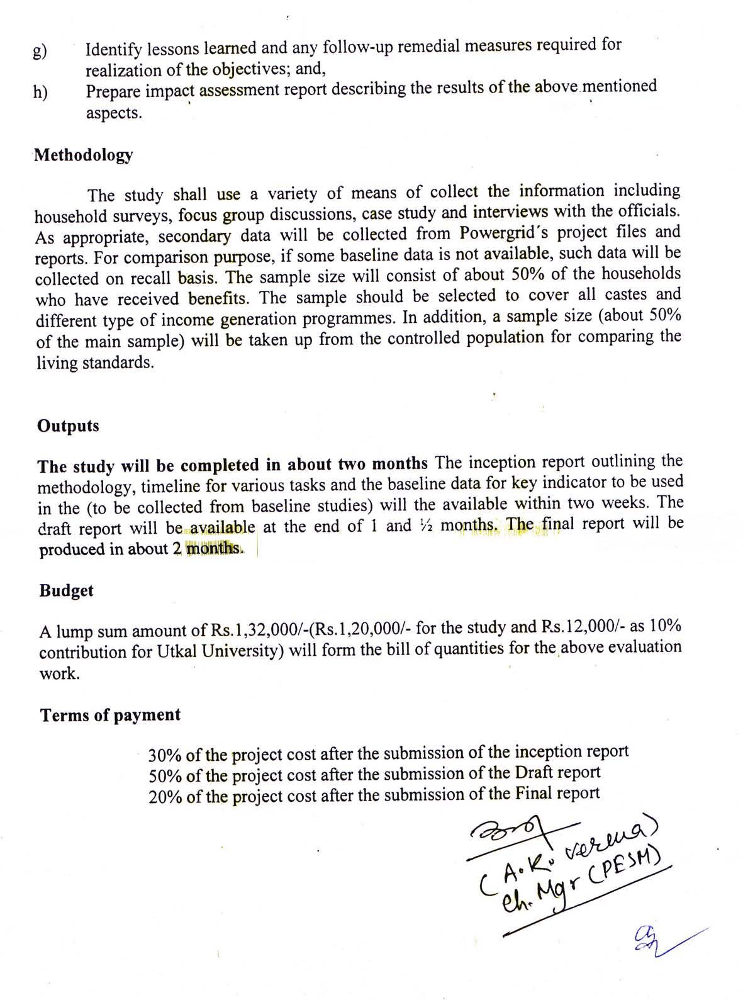 g) Identify lessons learned and any follow-up remedial measures required for
realization of the objectives; and,
h) Prepare impact assessment report describing the results of the above mentioned
aspects.
Methodology
The study shall use a variety of means of collect the information including
household surveys, focus group discussions, case study and interviews with the officials.
As appropriate, secondary data will be collected from Powergrid´s project files and
reports. For comparison purpose, if some baseline data is not available, such data will be
collected on recall basis. The sample size will consist of about 50% of the households
who have received benefits. The sample should be selected to cover all castes and
different type of income generation programmes. In addition, a sample size (about 50%
of the main sample) will be taken up from the controlled population for comparing the
living standards.
Outputs
The study will be completed in about two months The inception report outlining the
methodology, timeline for various tasks and the baseline data for key indicator to be used
in the (to be collected from baseline studies) will the available within two weeks. The
draft report will be available at the end of 1 and ½ months. The final report will be
produced in about 2 months.
Budget
A lump sum amount of Rs.1,32,000/-(Rs.1,20,000/- for the study and Rs.12,000/- as 10%
contribution for Utkal University) will form the bill of quantities for the above evaluation
work.
Terms of payment
30% of the project cost after the submission of the inception report
50% of the project cost after the submission of the Draft report
20% of the project cost after the submission of the Final report
(A.K. Verma)
Ch. Mgr (PESM)